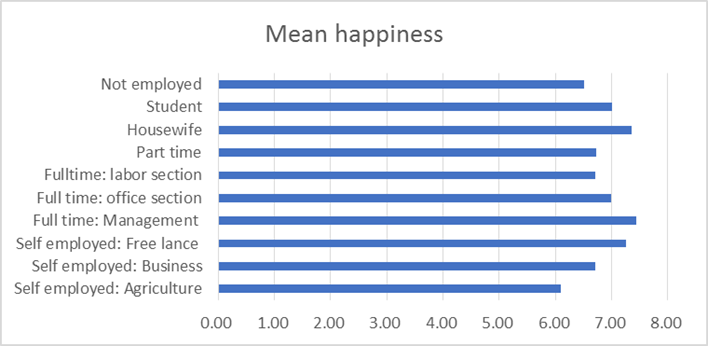 Mean happiness
Not employed
Student
Housewife
Part time
Fulltime: labor section
Full time: office section
Full time: Management
Self employed: Free lance
Self employed: Business
Self employed: Agriculture
0.00 1.00 2.00 3.00 4.00 5.00 6.00 7.00 8.00